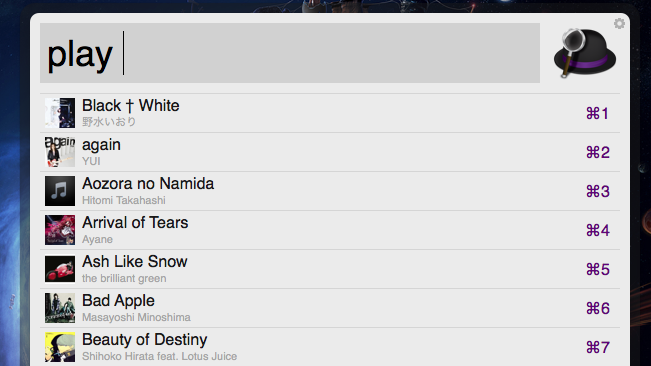 play
Black † White
野水いおり
⌘1
again
YUI
⌘2
Aozora no Namida
Hitomi Takahashi
⌘3
Arrival of Tears
Ayane
⌘4
Ash Like Snow
the brilliant green
⌘5
Bad Apple
Masayoshi Minoshima
⌘6
Beauty of Destiny
Shihoko Hirata feat. Lotus Juice
⌘7
again